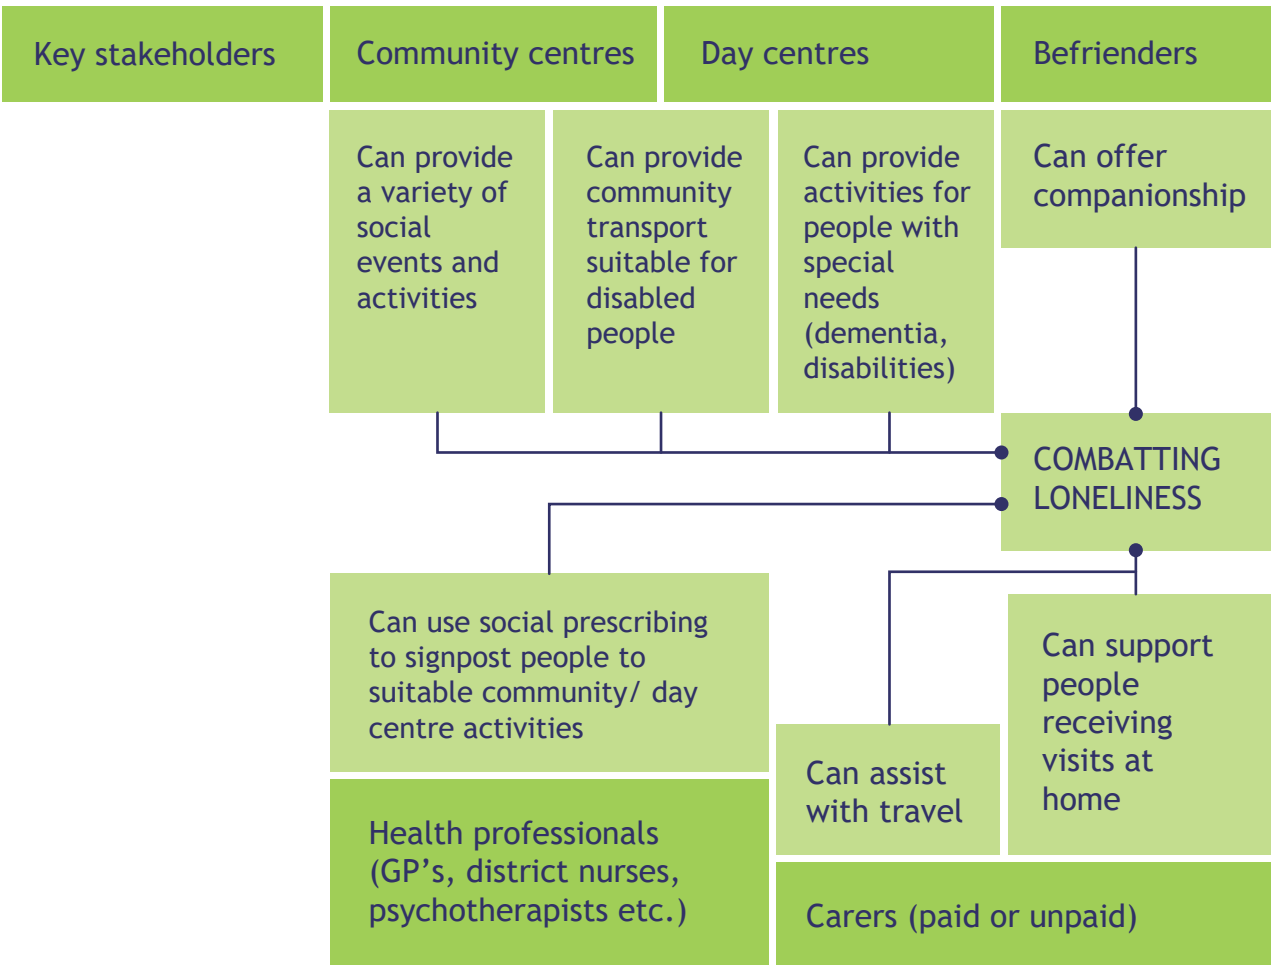 Key stakeholders
Community centres
Day centres
Befrienders
Can provide
a variety of
social
events and
activities
Can provide
community
transport
suitable for
disabled
people
Can provide
activities for
people with
special
needs
(dementia,
disabilities)
Can offer
companionship
COMBATTING
LONELINESS
Can use social prescribing
to signpost people to
suitable community/ day
centre activities
Can assist
with travel
Can support
people
receiving
visits at
home
Health professionals
(GP’s, district nurses,
psychotherapists etc.)
Carers (paid or unpaid)